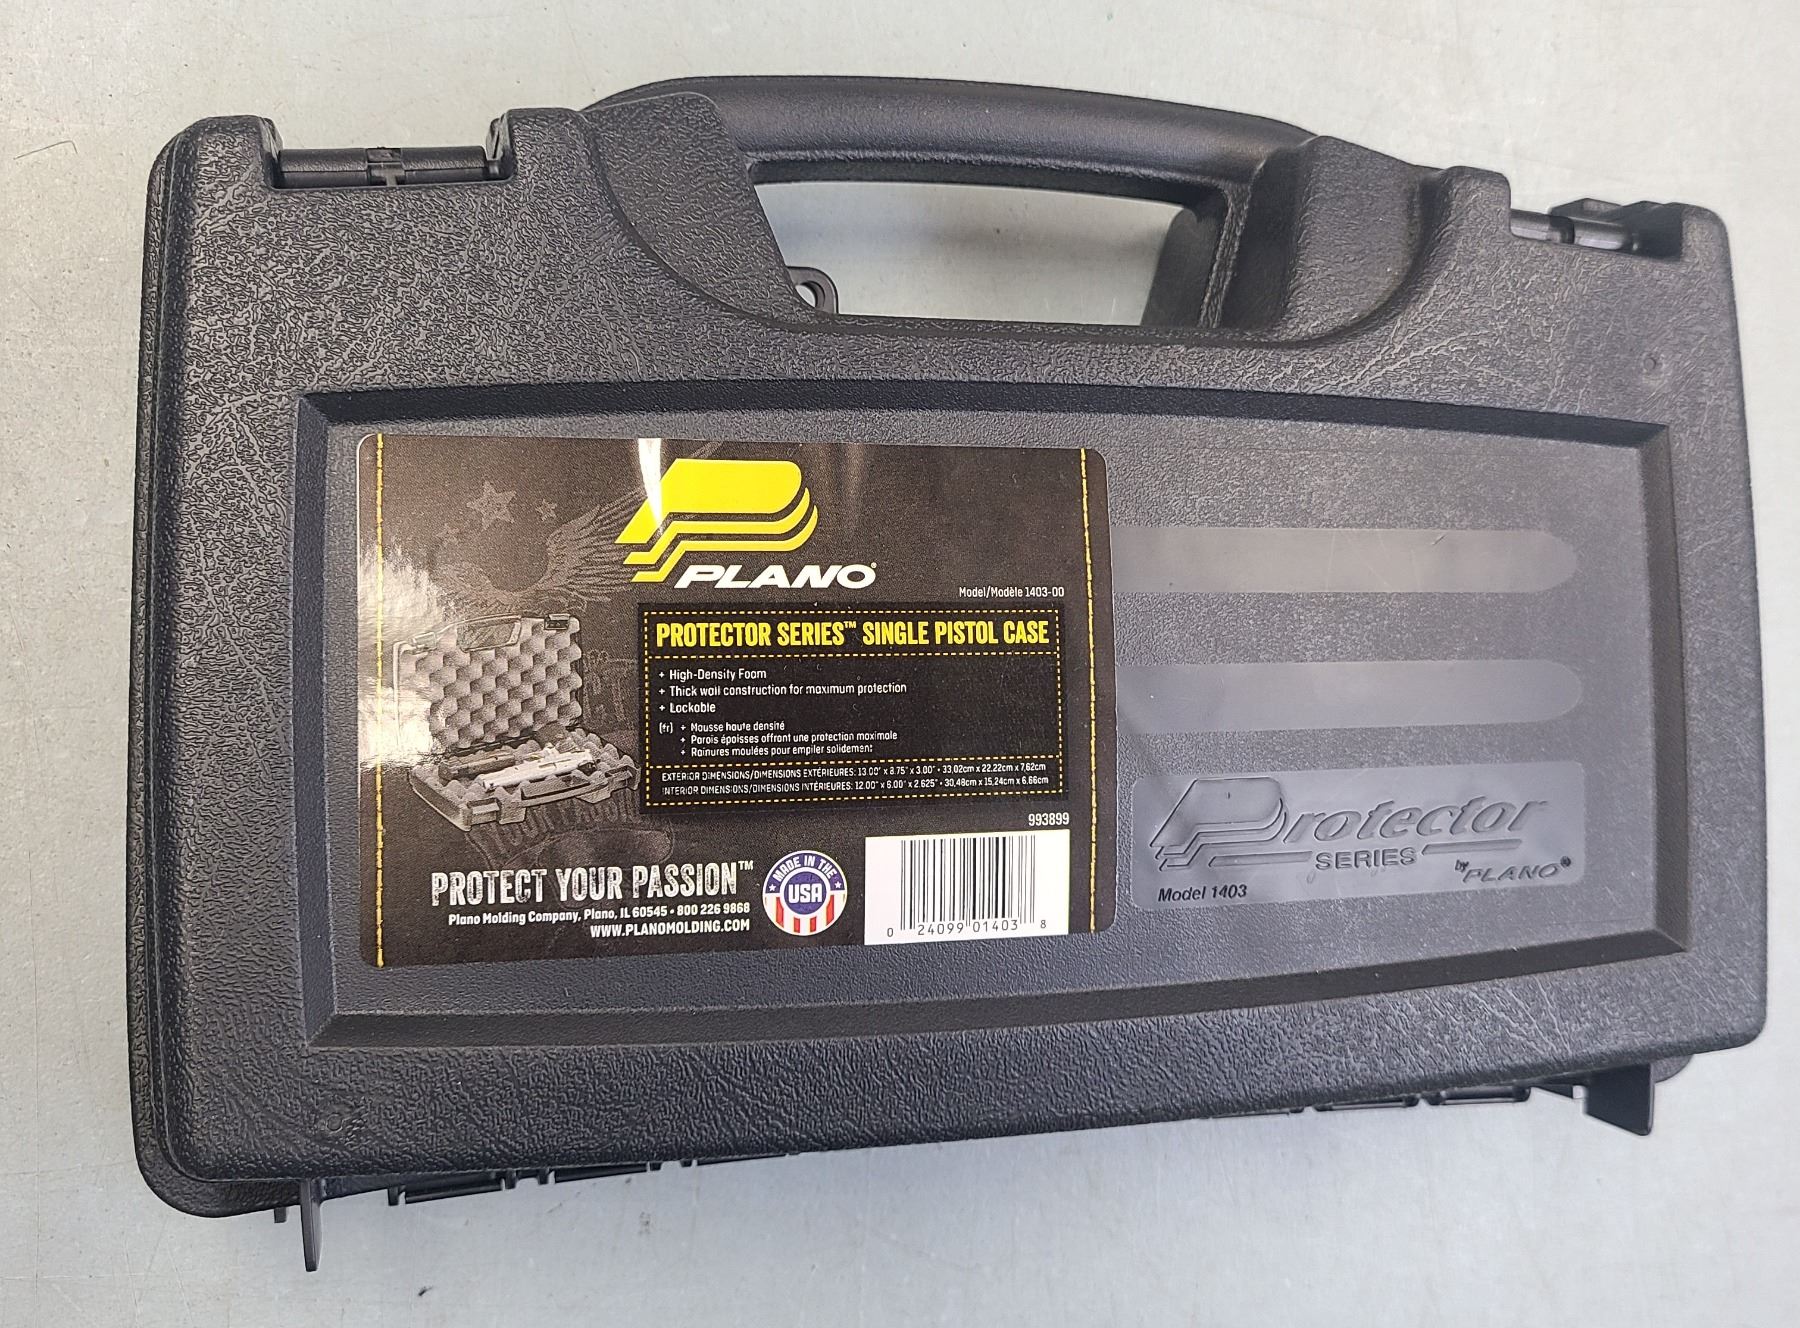 PLANO®
Model/Modèle 1403-00
PROTECTOR SERIES™ SINGLE PISTOL CASE
+ High-Density Foam
+ Thick wall construction for maximum protection
+ Lockable
(fr) + Mousse haute densité
+ Parois épaisses offrant une protection maximale
+ Rainures moulées pour empiler solidement
EXTERIOR DIMENSIONS/DIMENSIONS EXTÉRIEURES: 13.00" x 8.75" x 3.00" • 33,02cm x 22.22cm x 7,62cm
INTERIOR DIMENSIONS/DIMENSIONS INTÉRIEURES: 12.00" x 6.00" x 2.625" • 30,48cm x 15,24cm x 6.66cm
993899
PROTECT YOUR PASSION™
Plano Molding Company, Plano, IL 60545 • 800 226 9868
WWW.PLANOMOLDING.COM
MADE IN THE
USA
0 24099 01403 8
Protector
SERIES
by PLANO®
Model 1403